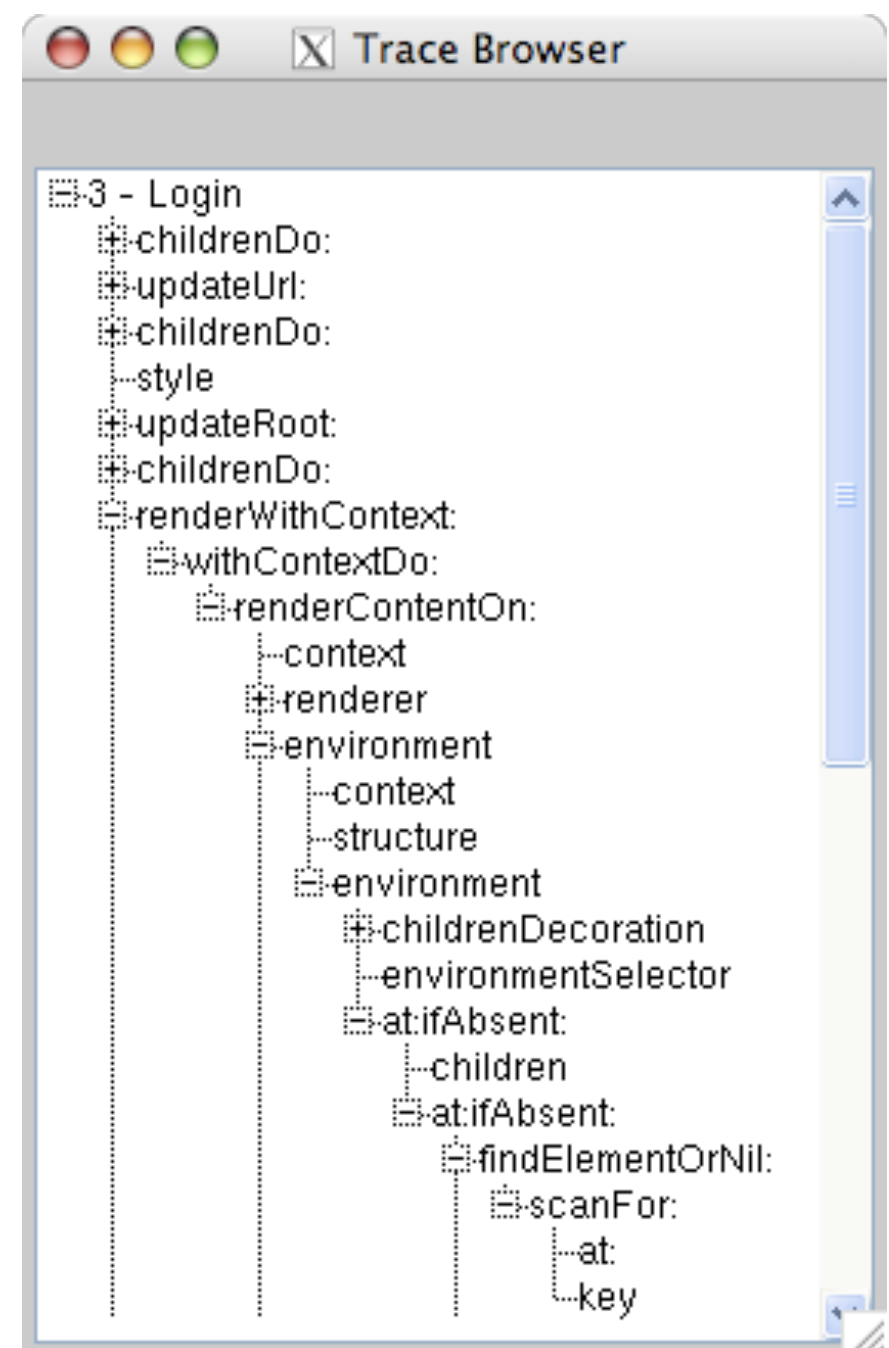 Trace Browser
3 - Login
childrenDo:
updateUrl:
childrenDo:
style
updateRoot:
childrenDo:
renderWithContext:
withContextDo:
renderContentOn:
context
renderer
environment
context
structure
environment
childrenDecoration
environmentSelector
at:ifAbsent:
children
at:ifAbsent:
findElementOrNil:
scanFor:
at:
key